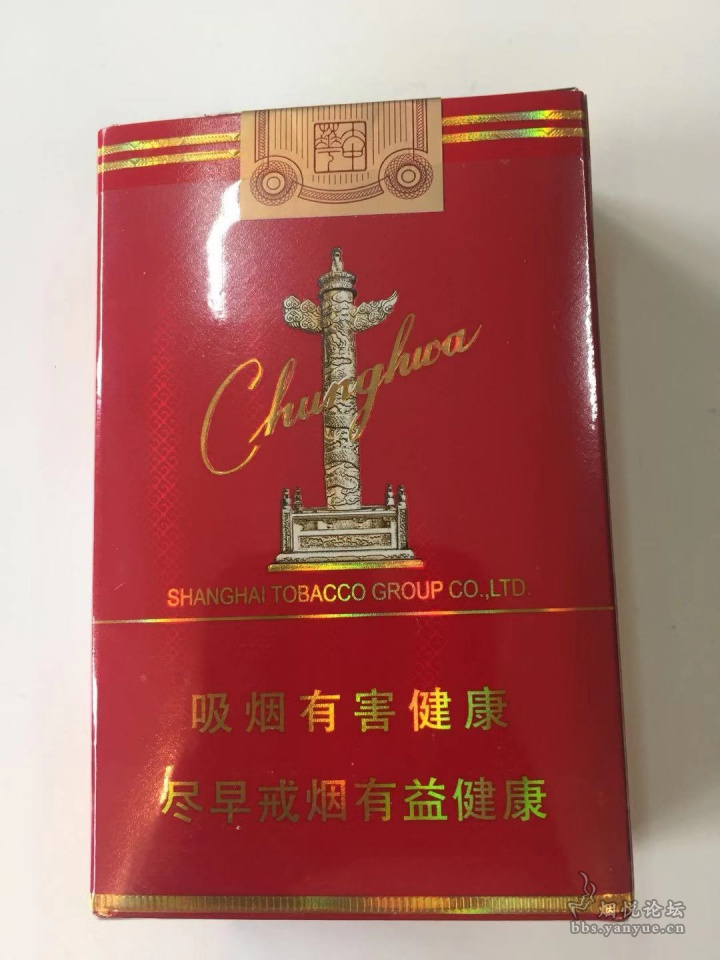 中华
Chunghwa
SHANGHAI TOBACCO GROUP CO.,LTD.
吸烟有害健康
尽早戒烟有益健康
烟悦论坛
bbs.yanyue.cn